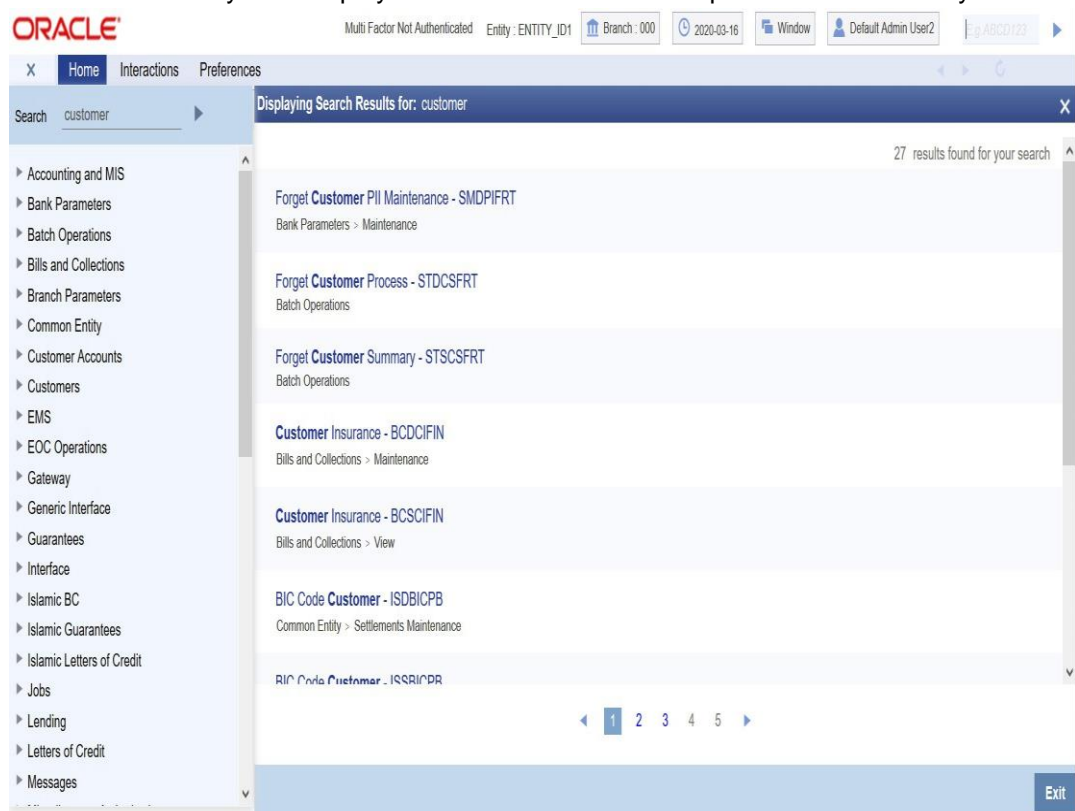 ORACLE
Multi Factor Not Authenticated Entity : ENTITY_ID1 Branch : 000 2020-03-16 Window Default Admin User2 E.g.ABCD123
X Home Interactions Preferences
Search customer
Displaying Search Results for: customer X
27 results found for your search
Accounting and MIS
Bank Parameters
Batch Operations
Bills and Collections
Branch Parameters
Common Entity
Customer Accounts
Customers
EMS
EOC Operations
Gateway
Generic Interface
Guarantees
Interface
Islamic BC
Islamic Guarantees
Islamic Letters of Credit
Jobs
Lending
Letters of Credit
Messages
Forget Customer PII Maintenance - SMDPIFRT
Bank Parameters > Maintenance
Forget Customer Process - STDCSFRT
Batch Operations
Forget Customer Summary - STSCSFRT
Batch Operations
Customer Insurance - BCDCIFIN
Bills and Collections > Maintenance
Customer Insurance - BCSCIFIN
Bills and Collections > View
BIC Code Customer - ISDBICPB
Common Entity > Settlements Maintenance
BIC Code Customer - ISSBICPB
1 2 3 4 5
Exit